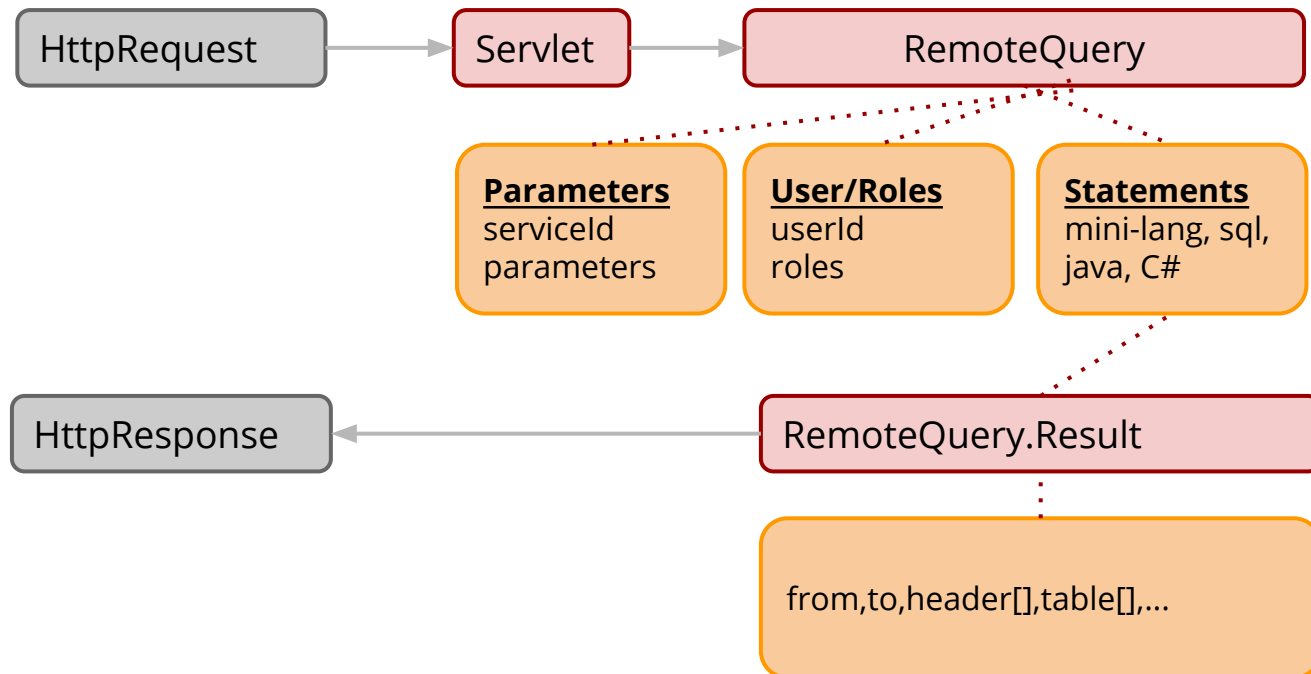 HttpRequest
Servlet
RemoteQuery
Parameters
serviceId
parameters
User/Roles
userId
roles
Statements
mini-lang, sql,
java, C#
HttpResponse
RemoteQuery.Result
from,to,header[],table[],...